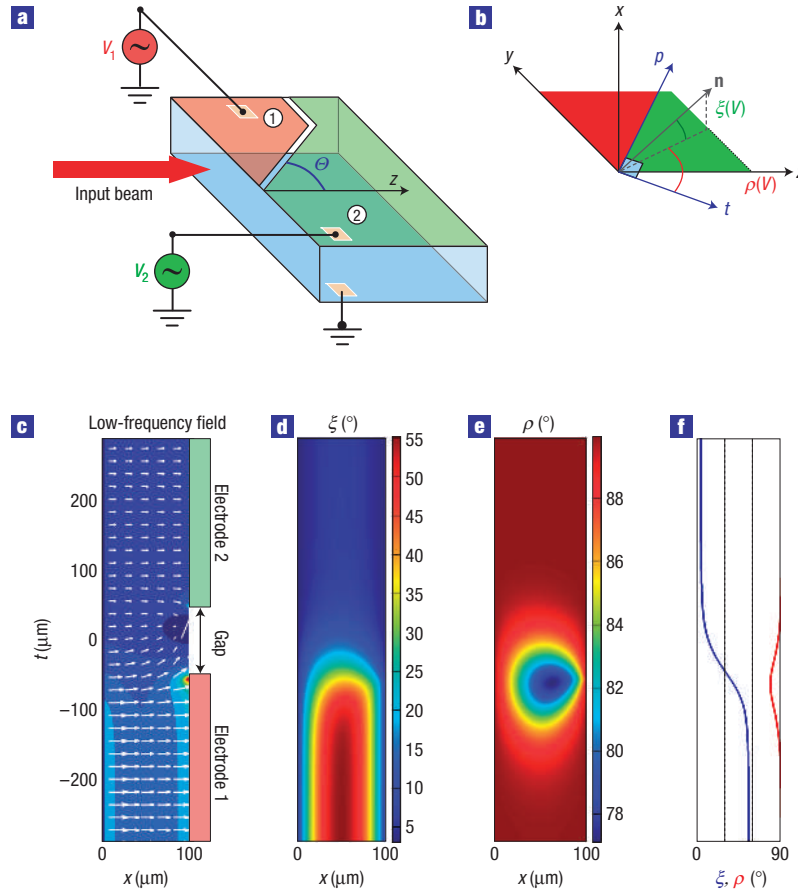 a
V1
1
Input beam
Θ
z
2
V2
b
x
y
p
n
ξ(V)
ρ(V)
t
c
Low-frequency field
t (μm)
200
100
0
−100
−200
Electrode 2
Gap
Electrode 1
0
100
x (μm)
d
ξ (°)
55
50
45
40
35
30
25
20
15
10
5
0
100
x (μm)
e
ρ (°)
88
86
84
82
80
78
0
100
x (μm)
f
0
90
ξ, ρ (°)